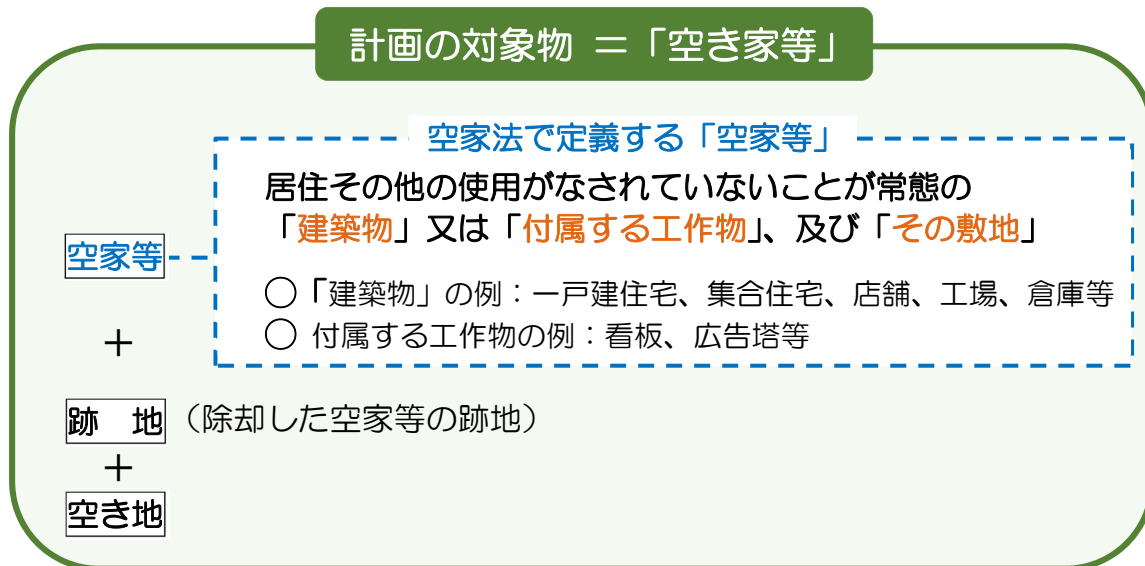 計画の対象物 ＝「空き家等」
空家法で定義する「空家等」
居住その他の使用がなされていないことが常態の
「建築物」又は「付属する工作物」、及び「その敷地」
空家等
○「建築物」の例：一戸建住宅、集合住宅、店舗、工場、倉庫等
○ 付属する工作物の例：看板、広告塔等
＋
跡　地（除却した空家等の跡地）
＋
空き地